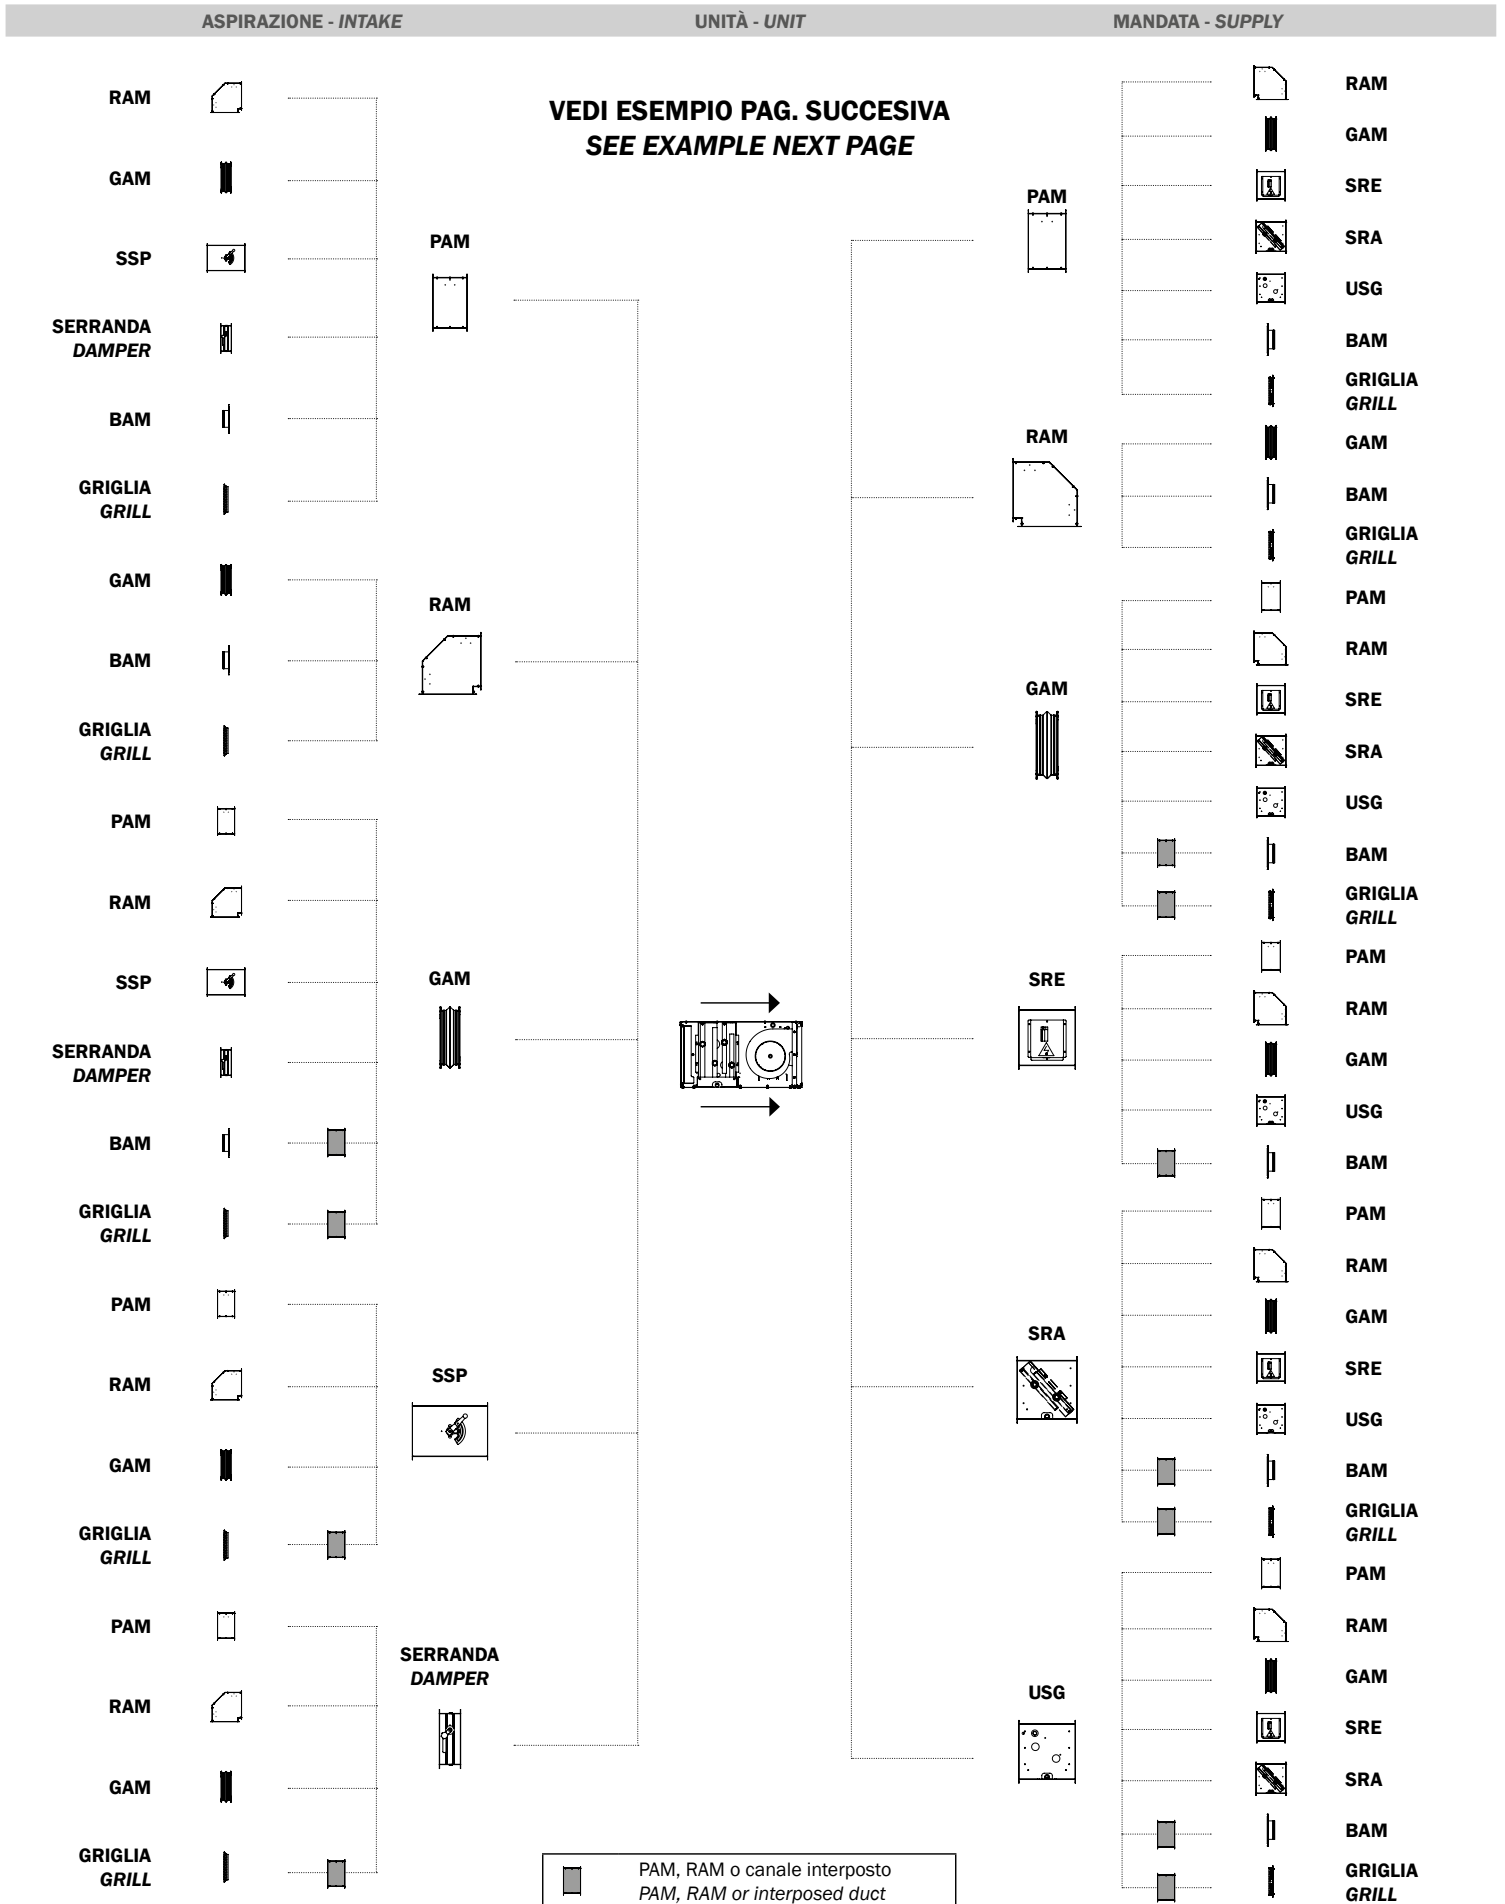 ASPIRAZIONE - INTAKE
UNITÀ - UNIT
MANDATA - SUPPLY
VEDI ESEMPIO PAG. SUCCESIVA
SEE EXAMPLE NEXT PAGE
RAM
GAM
SSP
SERRANDA
DAMPER
BAM
GRIGLIA
GRILL
PAM
GAM
BAM
GRIGLIA
GRILL
RAM
PAM
RAM
SSP
SERRANDA
DAMPER
BAM
GRIGLIA
GRILL
GAM
PAM
RAM
GAM
GRIGLIA
GRILL
SSP
PAM
RAM
GAM
GRIGLIA
GRILL
SERRANDA
DAMPER
PAM
RAM
GAM
SRE
SRA
USG
BAM
GRIGLIA
GRILL
RAM
GAM
BAM
GRIGLIA
GRILL
GAM
PAM
RAM
SRE
SRA
USG
BAM
GRIGLIA
GRILL
SRE
PAM
RAM
GAM
USG
BAM
SRA
PAM
RAM
GAM
SRE
USG
BAM
GRIGLIA
GRILL
USG
PAM
RAM
GAM
SRE
SRA
BAM
GRIGLIA
GRILL
PAM, RAM o canale interposto
PAM, RAM or interposed duct